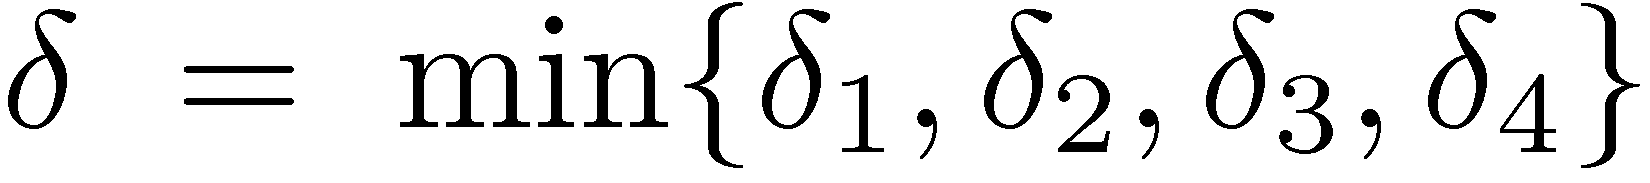 δ = min{δ₁, δ₂, δ₃, δ₄}